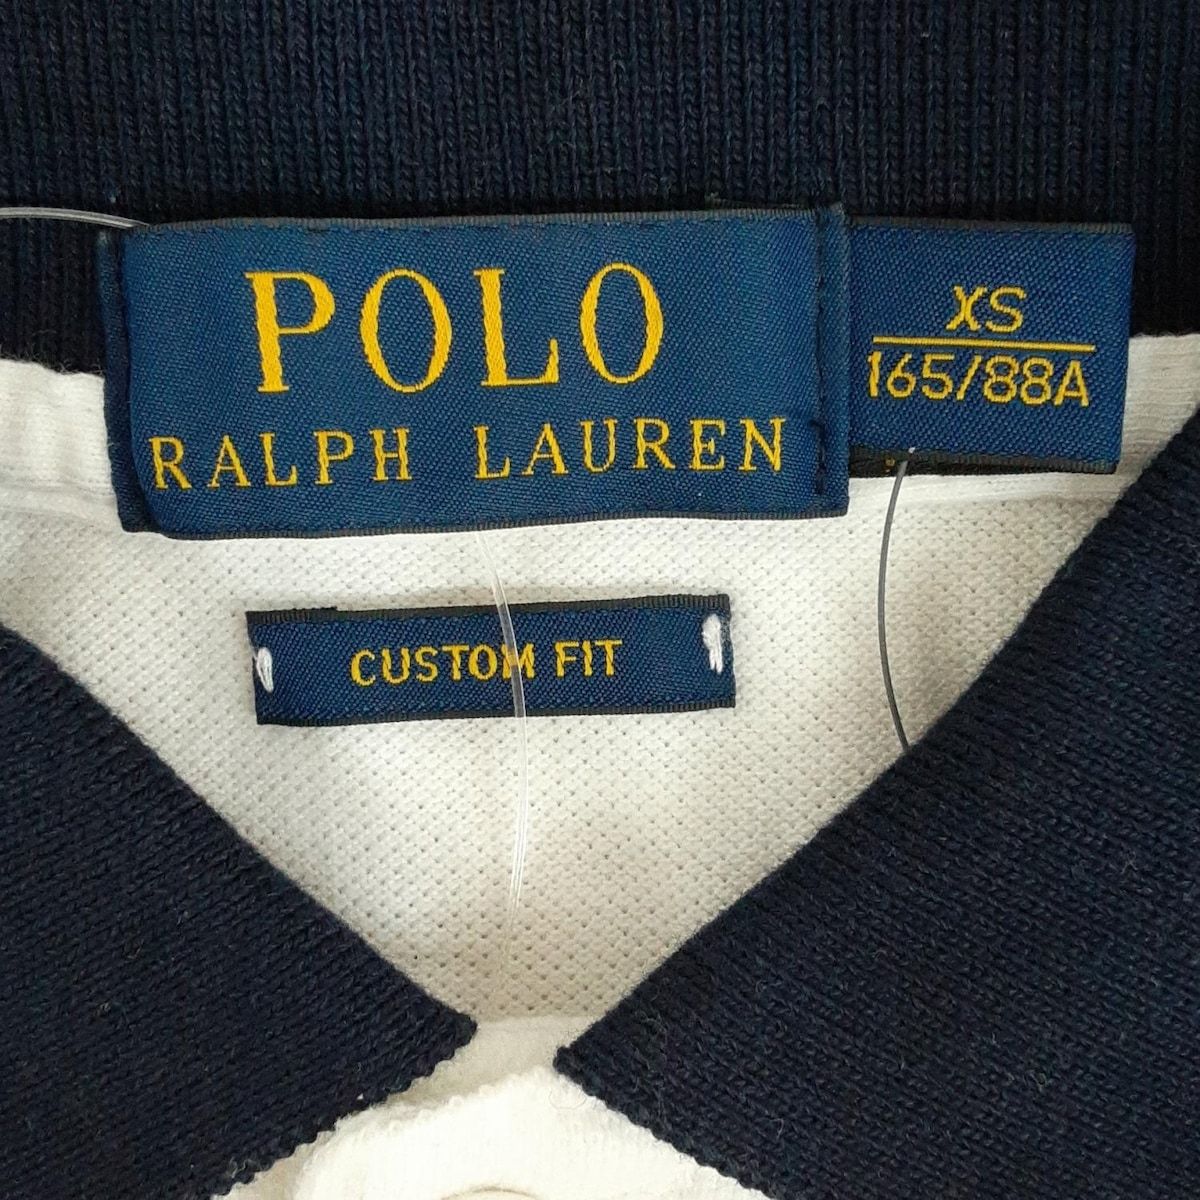 POLO
RALPH LAUREN
XS
165/88A
CUSTOM FIT